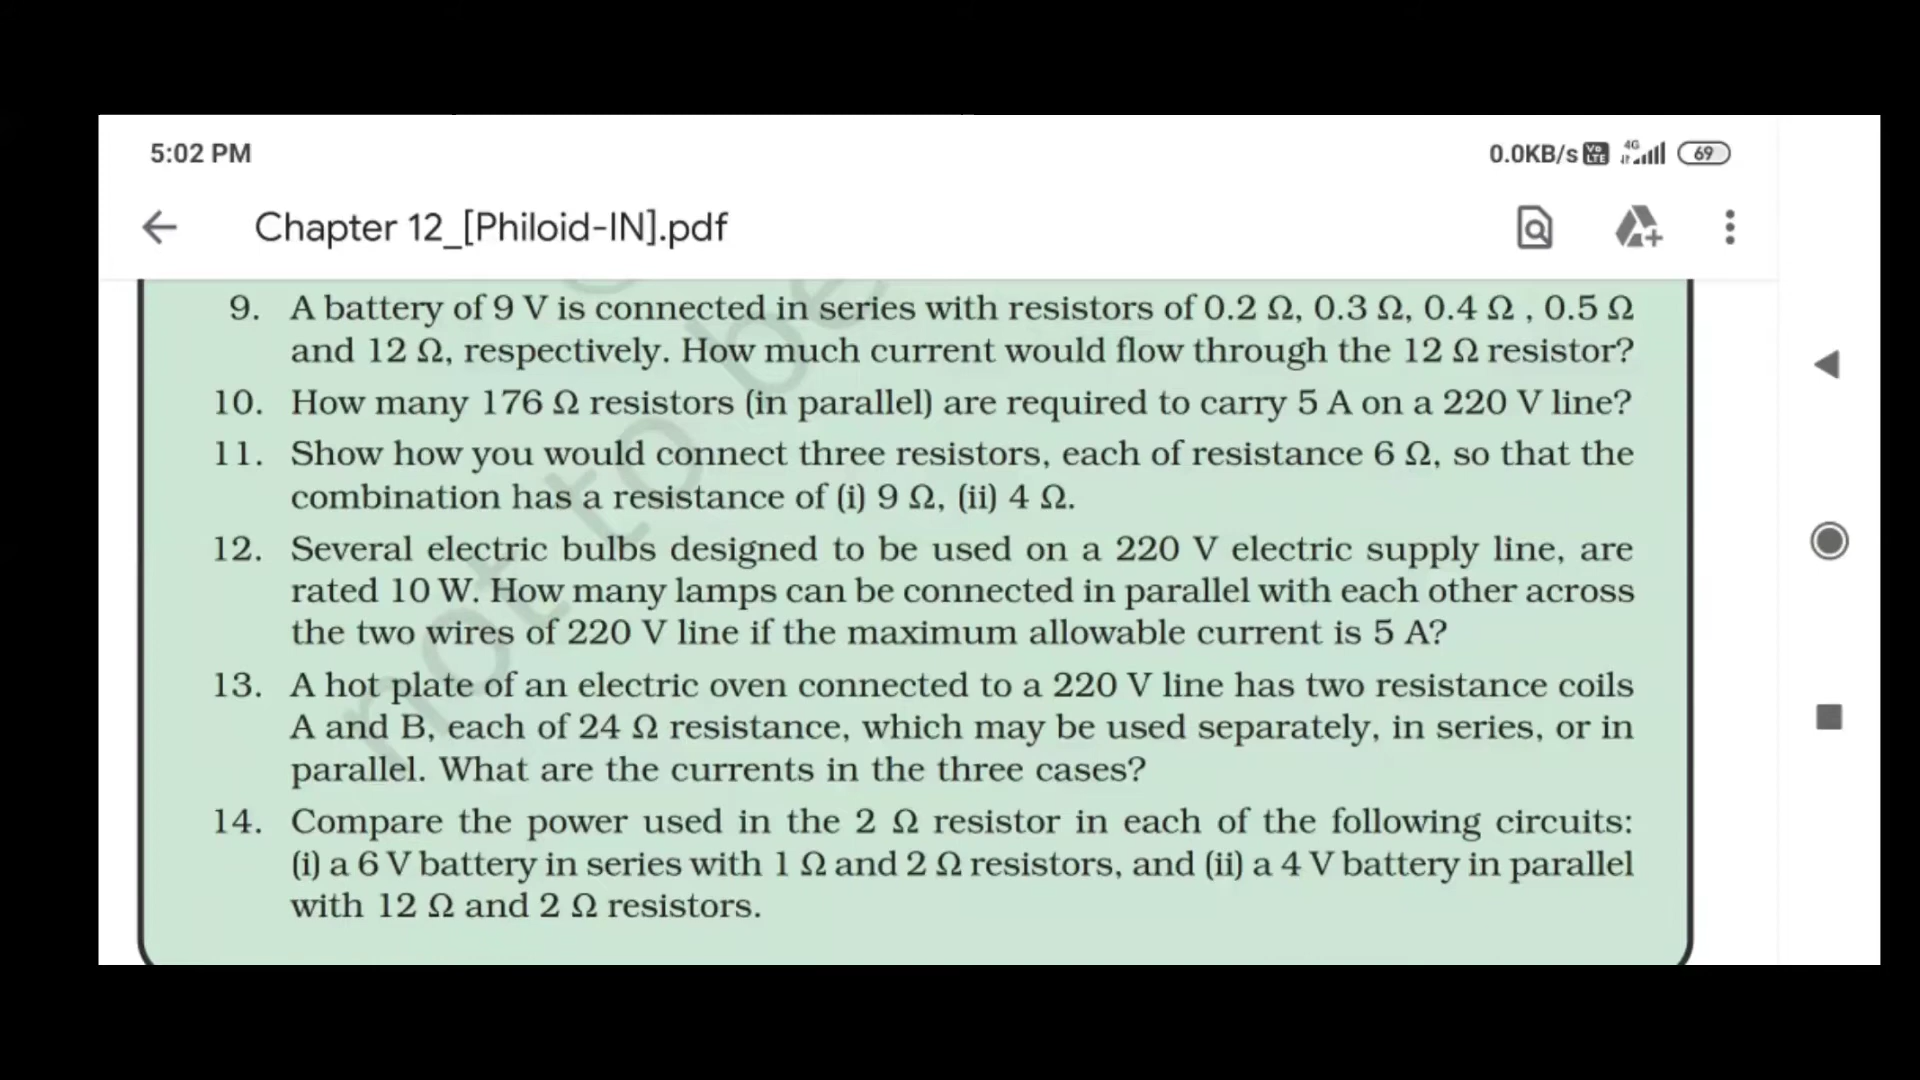 5:02 PM
0.0KB/s Vo LTE 4G 69
Chapter 12_[Philoid-IN].pdf
9. A battery of 9 V is connected in series with resistors of 0.2 Ω, 0.3 Ω, 0.4 Ω , 0.5 Ω
and 12 Ω, respectively. How much current would flow through the 12 Ω resistor?
10. How many 176 Ω resistors (in parallel) are required to carry 5 A on a 220 V line?
11. Show how you would connect three resistors, each of resistance 6 Ω, so that the
combination has a resistance of (i) 9 Ω, (ii) 4 Ω.
12. Several electric bulbs designed to be used on a 220 V electric supply line, are
rated 10 W. How many lamps can be connected in parallel with each other across
the two wires of 220 V line if the maximum allowable current is 5 A?
13. A hot plate of an electric oven connected to a 220 V line has two resistance coils
A and B, each of 24 Ω resistance, which may be used separately, in series, or in
parallel. What are the currents in the three cases?
14. Compare the power used in the 2 Ω resistor in each of the following circuits:
(i) a 6 V battery in series with 1 Ω and 2 Ω resistors, and (ii) a 4 V battery in parallel
with 12 Ω and 2 Ω resistors.
not to be